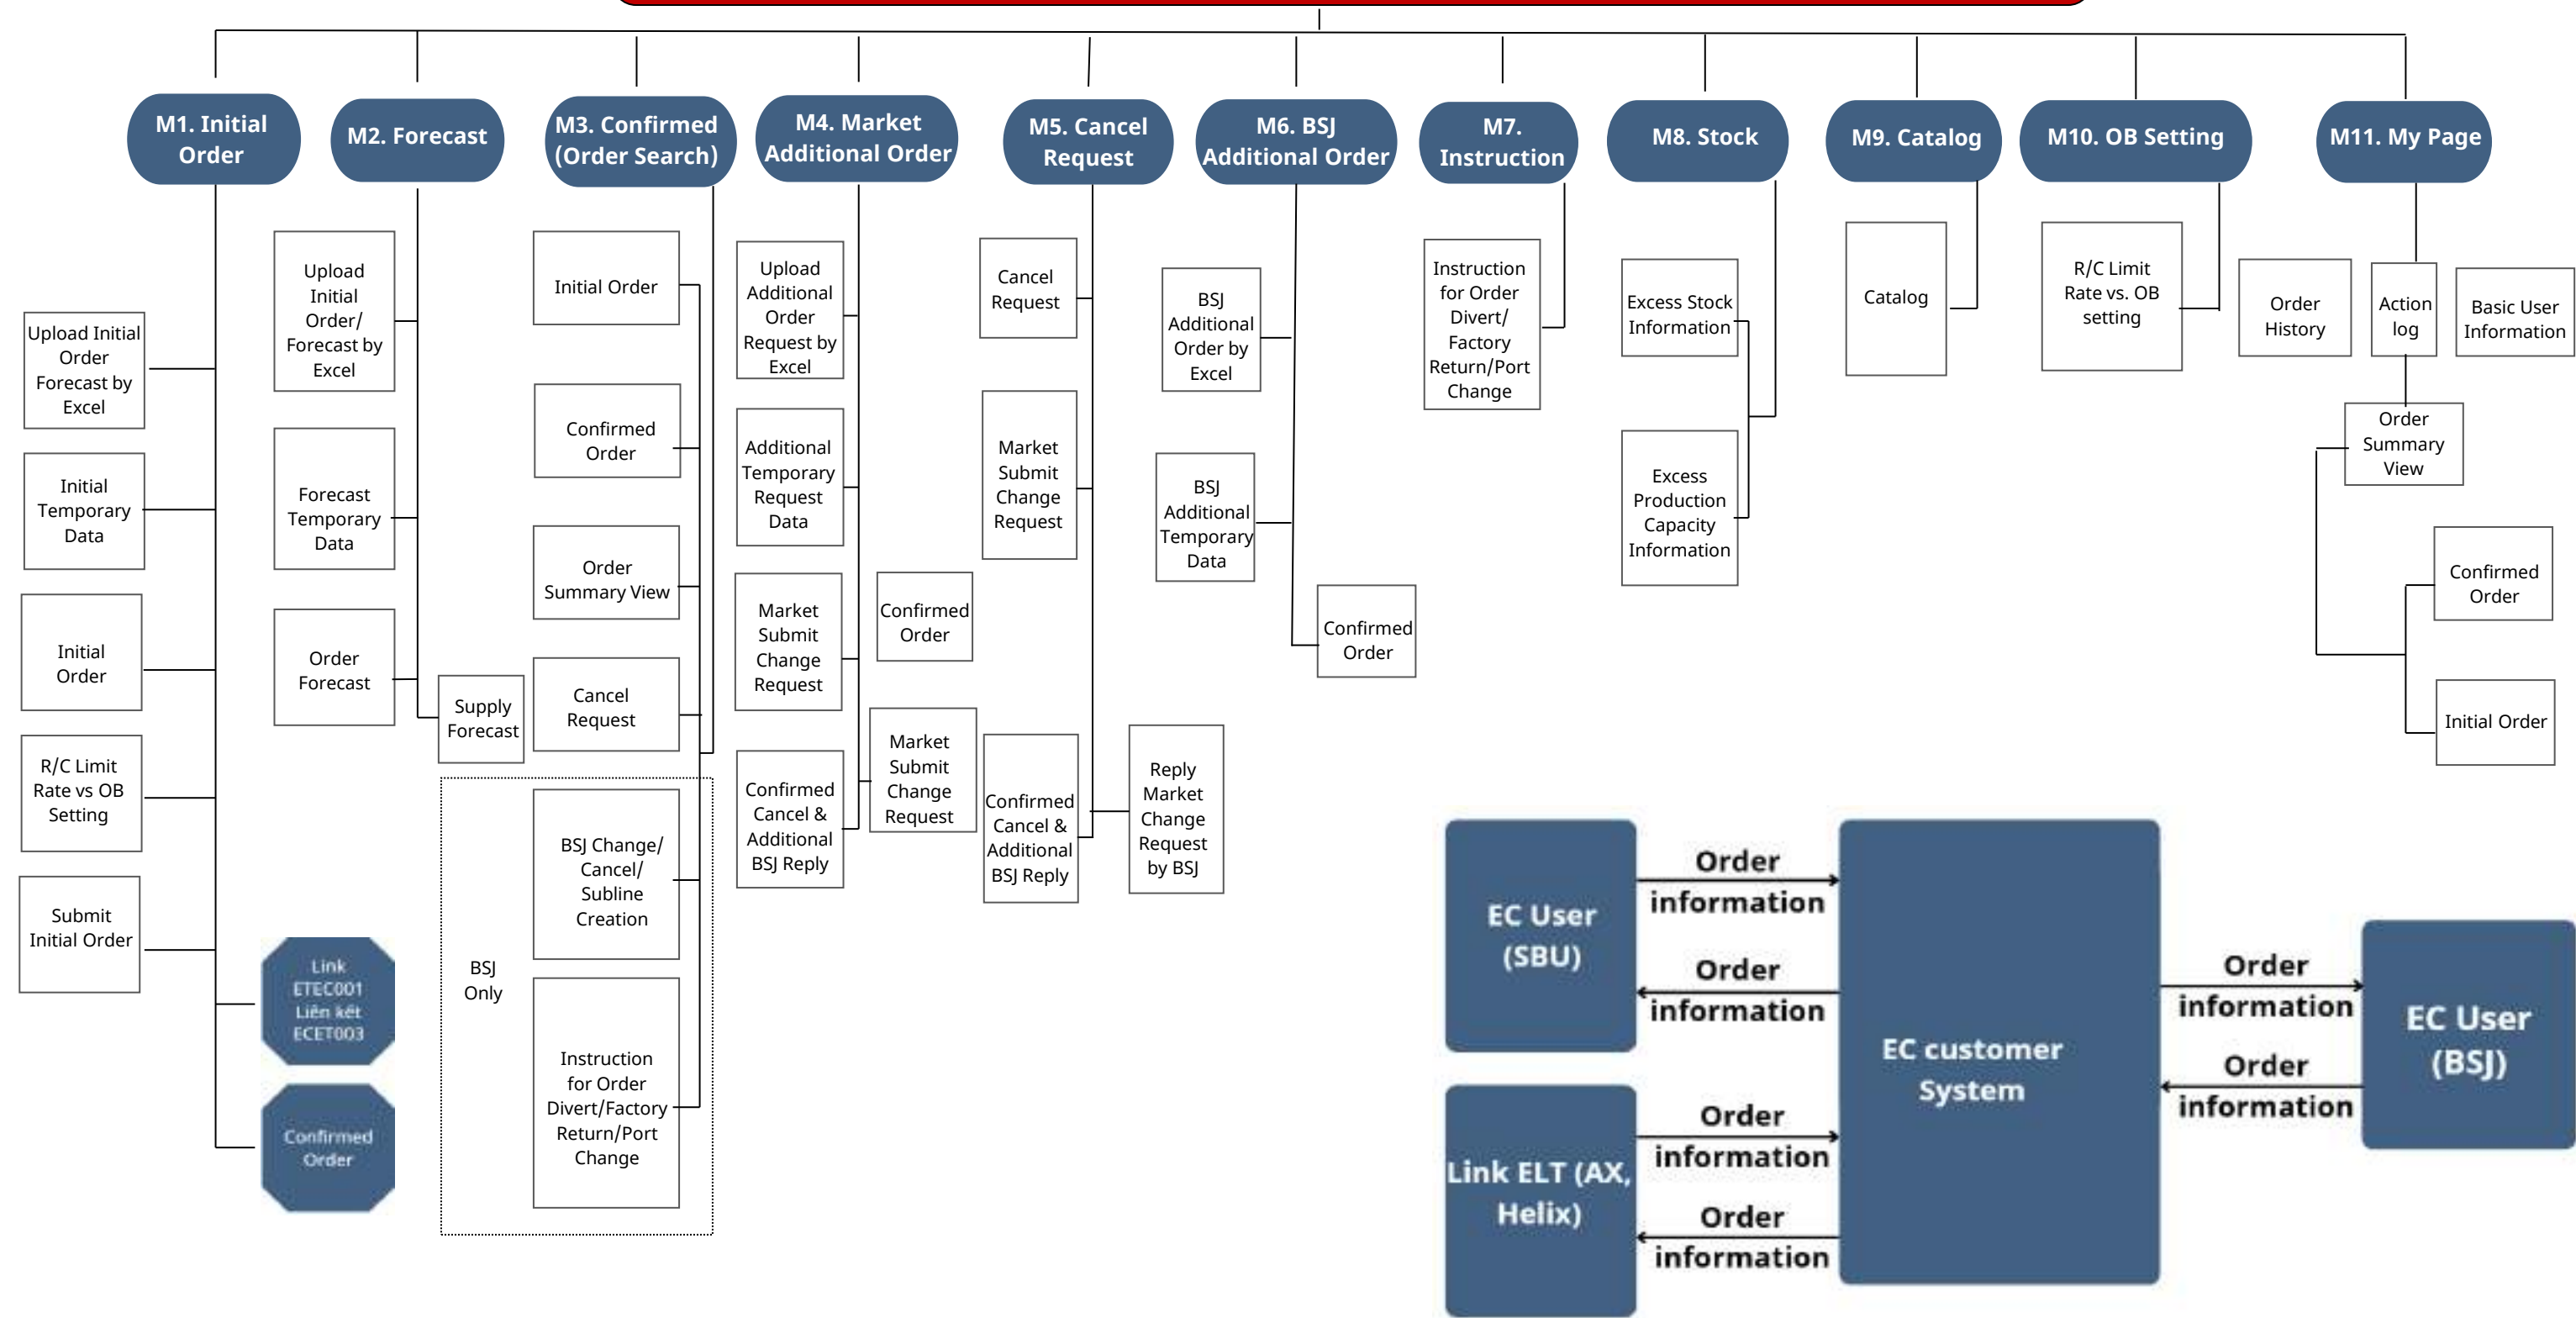 M1. Initial
Order
M2. Forecast
M3. Confirmed
(Order Search)
M4. Market
Additional Order
M5. Cancel
Request
M6. BSJ
Additional Order
M7.
Instruction
M8. Stock
M9. Catalog
M10. OB Setting
M11. My Page
Upload Initial
Order
Forecast by
Excel
Initial
Temporary
Data
Initial
Order
R/C Limit
Rate vs OB
Setting
Submit
Initial Order
Link
ETEC001
Liên kết
ECET003
Confirmed
Order
Upload
Initial
Order/
Forecast by
Excel
Forecast
Temporary
Data
Order
Forecast
Supply
Forecast
Initial Order
Confirmed
Order
Order
Summary View
Cancel
Request
BSJ
Only
BSJ Change/
Cancel/
Subline
Creation
Instruction
for Order
Divert/Factory
Return/Port
Change
Upload
Additional
Order
Request by
Excel
Additional
Temporary
Request
Data
Market
Submit
Change
Request
Confirmed
Cancel &
Additional
BSJ Reply
Confirmed
Order
Market
Submit
Change
Request
Cancel
Request
Market
Submit
Change
Request
Confirmed
Cancel &
Additional
BSJ Reply
Reply
Market
Change
Request
by BSJ
BSJ
Additional
Order by
Excel
BSJ
Additional
Temporary
Data
Confirmed
Order
Instruction
for Order
Divert/
Factory
Return/Port
Change
Excess Stock
Information
Excess
Production
Capacity
Information
Catalog
R/C Limit
Rate vs. OB
setting
Order
History
Action
log
Basic User
Information
Order
Summary
View
Confirmed
Order
Initial Order
EC User
(SBU)
Order
information
Order
information
Link ELT (AX,
Helix)
Order
information
Order
information
EC customer
System
Order
information
Order
information
EC User
(BSJ)